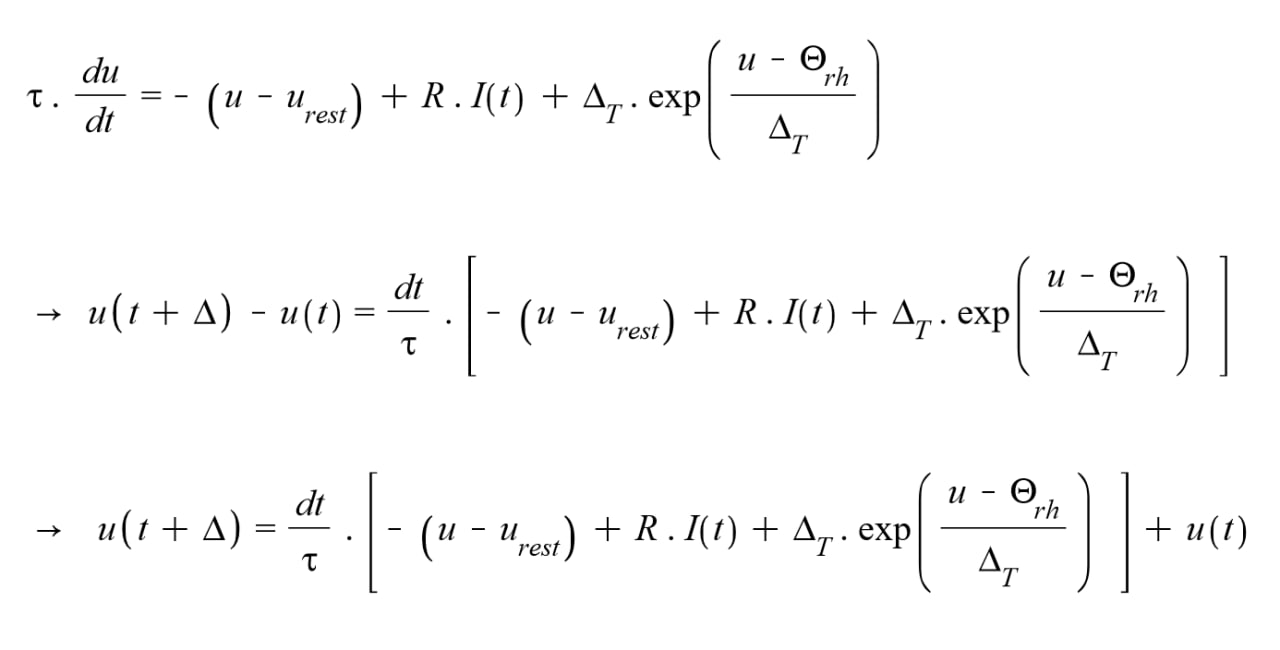 τ . du/dt = - (u - u_rest) + R . I(t) + Δ_T . exp( (u - Θ_rh) / Δ_T )
→ u(t + Δ) - u(t) = dt/τ . [ - (u - u_rest) + R . I(t) + Δ_T . exp( (u - Θ_rh) / Δ_T ) ]
→ u(t + Δ) = dt/τ . [ - (u - u_rest) + R . I(t) + Δ_T . exp( (u - Θ_rh) / Δ_T ) ] + u(t)